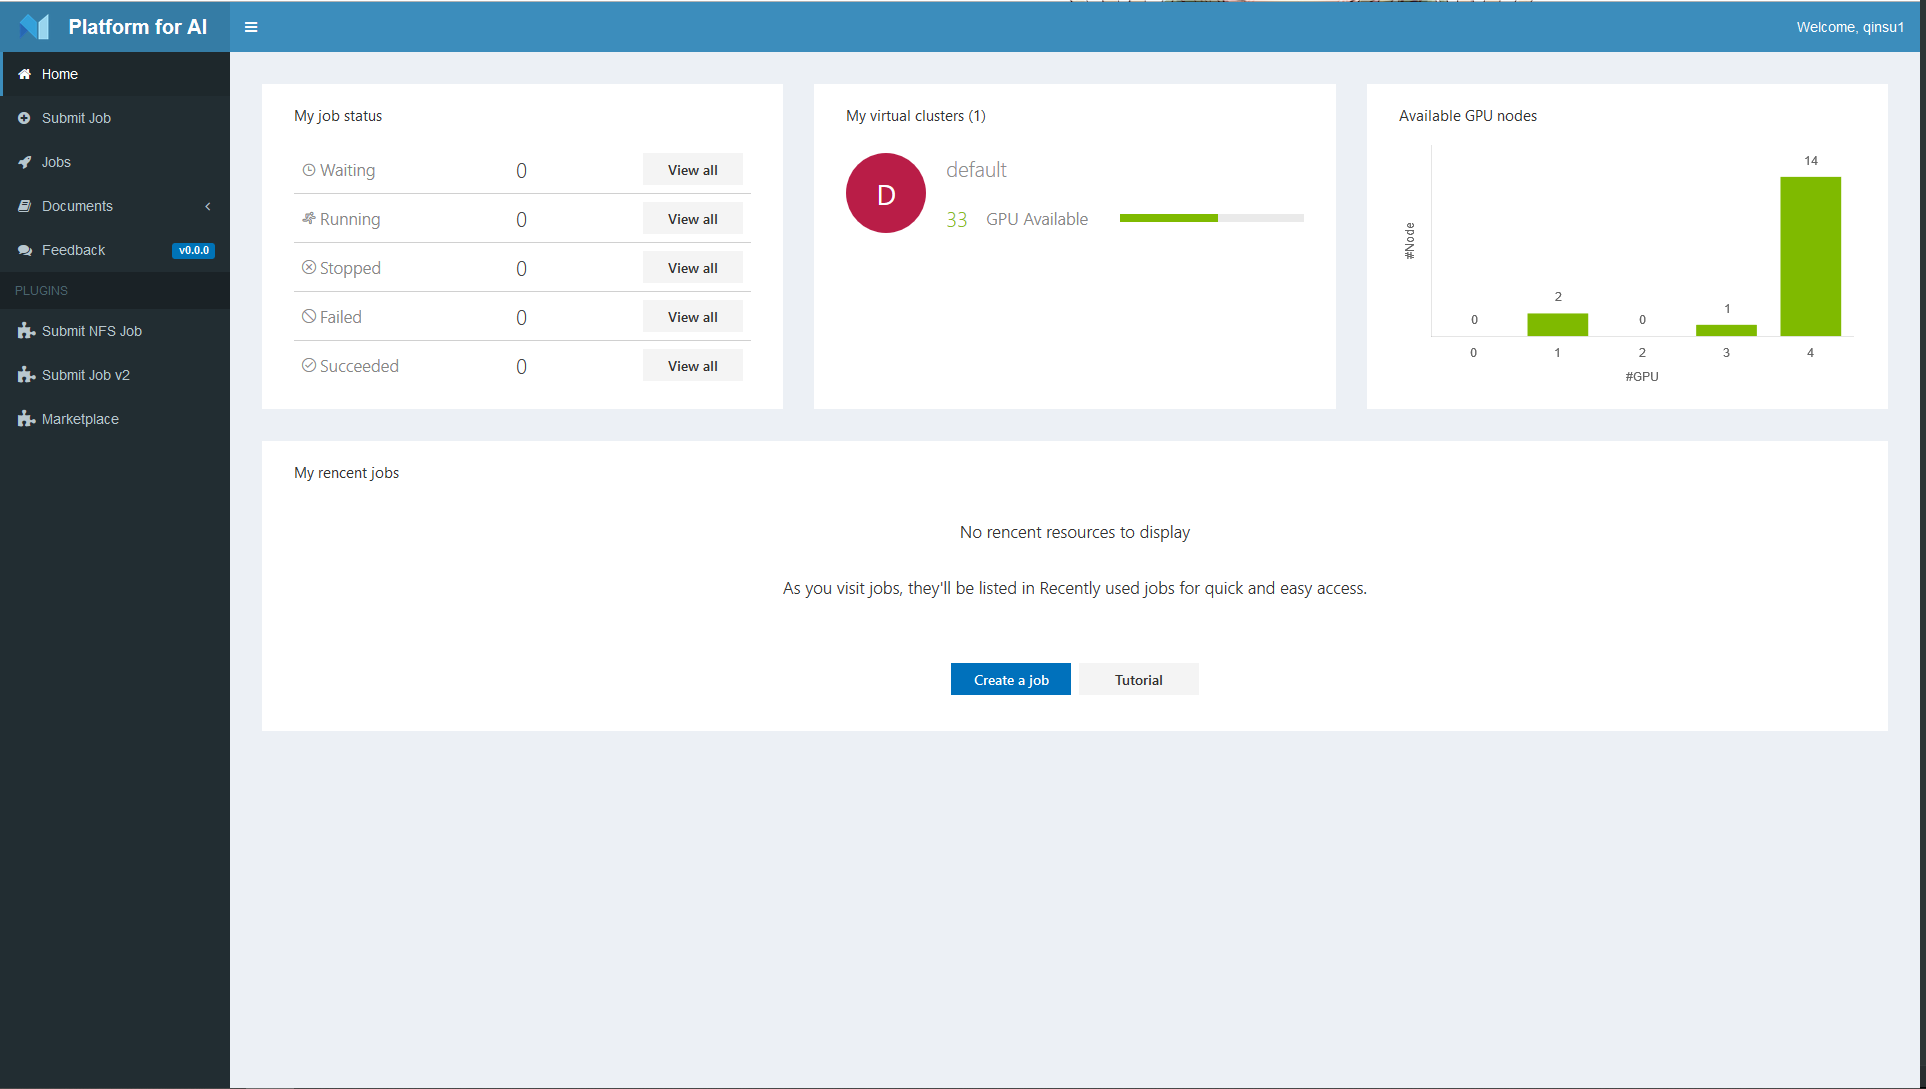 Platform for AI
Welcome, qinsu1
Home
Submit Job
Jobs
Documents
Feedback v0.0.0
PLUGINS
Submit NFS Job
Submit Job v2
Marketplace
My job status
Waiting 0 View all
Running 0 View all
Stopped 0 View all
Failed 0 View all
Succeeded 0 View all
My virtual clusters (1)
D
default
33 GPU Available
Available GPU nodes
#Node
0 2 0 1 14
0 1 2 3 4
#GPU
My rencent jobs
No rencent resources to display
As you visit jobs, they'll be listed in Recently used jobs for quick and easy access.
Create a job Tutorial